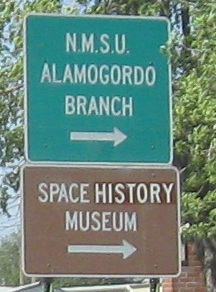 N.M.S.U.
ALAMOGORDO
BRANCH
SPACE HISTORY
MUSEUM